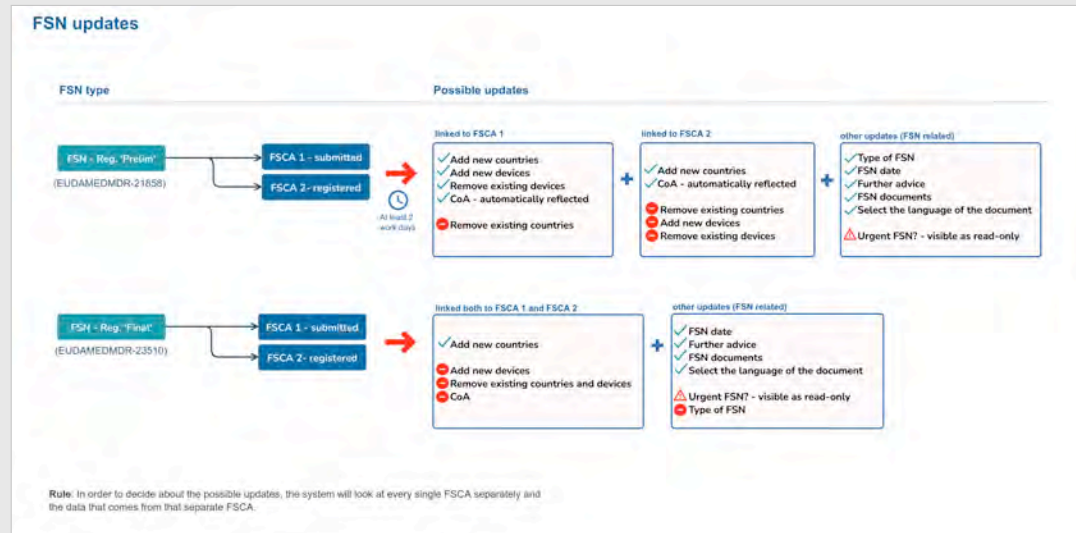 FSN updates
FSN type
Possible updates
FSN - Reg. 'Prelim'
(EUDAMEDMDR-21858)
FSCA 1 - submitted
FSCA 2- registered
At least 2
work days
linked to FSCA 1
Add new countries
Add new devices
Remove existing devices
CoA - automatically reflected
Remove existing countries
linked to FSCA 2
Add new countries
CoA - automatically reflected
Remove existing countries
Add new devices
Remove existing devices
other updates (FSN related)
Type of FSN
FSN date
Further advice
FSN documents
Select the language of the document
Urgent FSN? - visible as read-only
FSN - Reg. 'Final'
(EUDAMEDMDR-23510)
FSCA 1 - submitted
FSCA 2- registered
linked both to FSCA 1 and FSCA 2
Add new countries
Add new devices
Remove existing countries and devices
CoA
other updates (FSN related)
FSN date
Further advice
FSN documents
Select the language of the document
Urgent FSN? - visible as read-only
Type of FSN
Rule: In order to decide about the possible updates, the system will look at every single FSCA separately and
the data that comes from that separate FSCA.